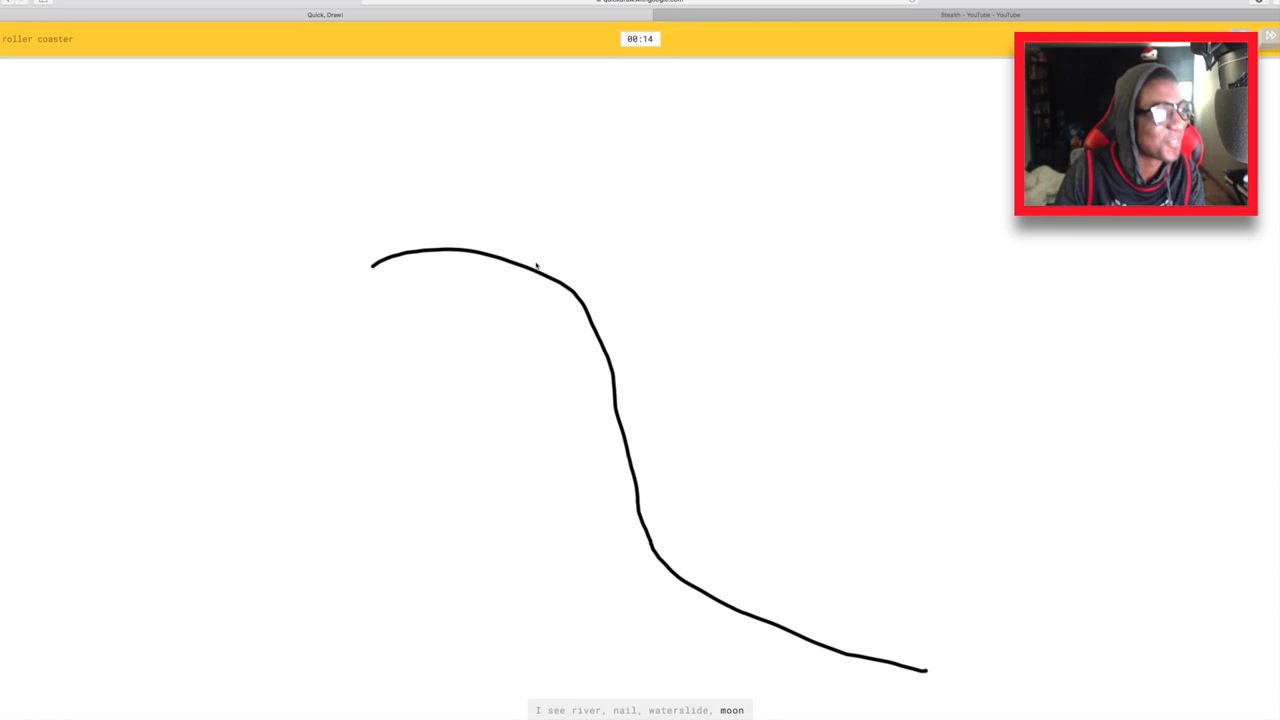 Quick, Draw!
Stealth - YouTube - YouTube
roller coaster
00:14
I see river, nail, waterslide, moon